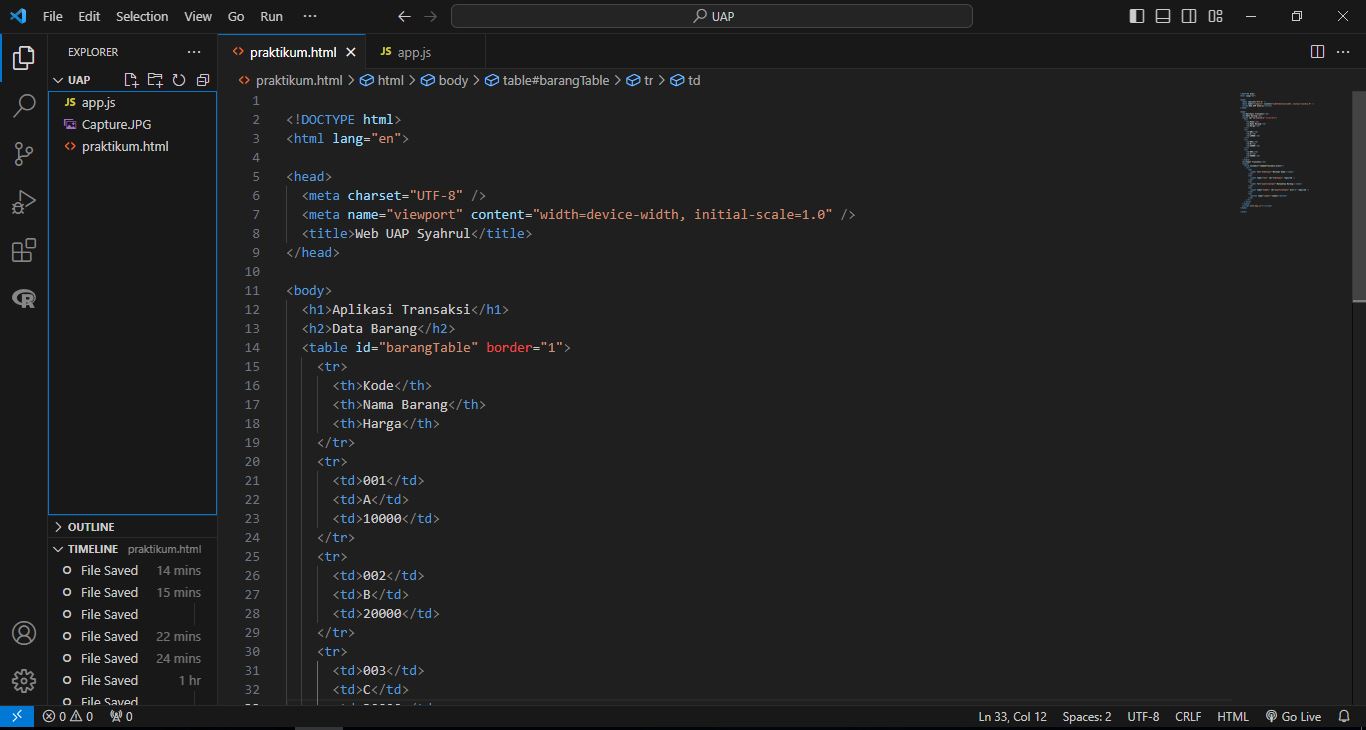 File Edit Selection View Go Run ··· UAP
EXPLORER ···
UAP
JS app.js
Capture.JPG
<> praktikum.html
OUTLINE
TIMELINE praktikum.html
File Saved 14 mins
File Saved 15 mins
File Saved
File Saved 22 mins
File Saved 24 mins
File Saved 1 hr
File Saved
<> praktikum.html × JS app.js
<> praktikum.html > html > body > table#barangTable > tr > td
1
2 <!DOCTYPE html>
3 <html lang="en">
4
5 <head>
6 <meta charset="UTF-8" />
7 <meta name="viewport" content="width=device-width, initial-scale=1.0" />
8 <title>Web UAP Syahrul</title>
9 </head>
10
11 <body>
12 <h1>Aplikasi Transaksi</h1>
13 <h2>Data Barang</h2>
14 <table id="barangTable" border="1">
15 <tr>
16 <th>Kode</th>
17 <th>Nama Barang</th>
18 <th>Harga</th>
19 </tr>
20 <tr>
21 <td>001</td>
22 <td>A</td>
23 <td>10000</td>
24 </tr>
25 <tr>
26 <td>002</td>
27 <td>B</td>
28 <td>20000</td>
29 </tr>
30 <tr>
31 <td>003</td>
32 <td>C</td>
0 0 0 Ln 33, Col 12 Spaces: 2 UTF-8 CRLF HTML Go Live